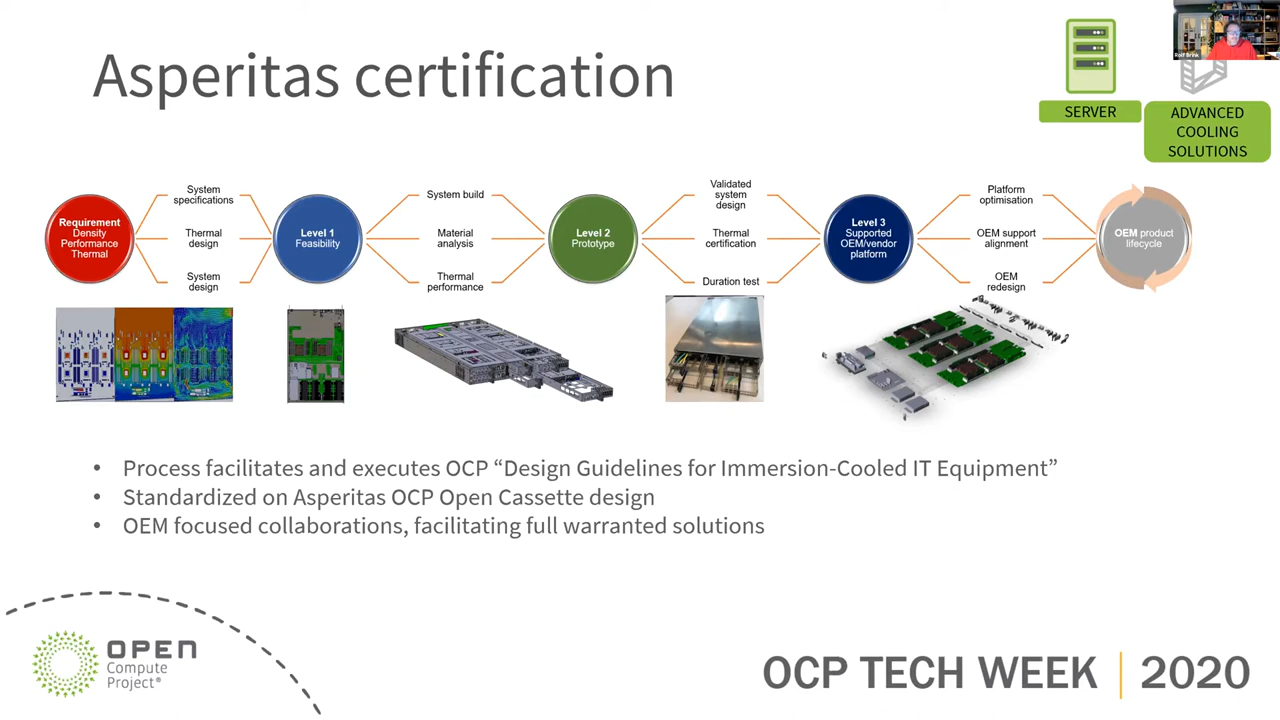 Asperitas certification
Rolf Brink
SERVER
ADVANCED
COOLING
SOLUTIONS
Requirement
Density
Performance
Thermal
System
specifications
Thermal
design
System
design
Level 1
Feasibility
System build
Material
analysis
Thermal
performance
Level 2
Prototype
Validated
system
design
Thermal
certification
Duration test
Level 3
Supported
OEM/vendor
platform
Platform
optimisation
OEM support
alignment
OEM
redesign
OEM product
lifecycle
• Process facilitates and executes OCP “Design Guidelines for Immersion-Cooled IT Equipment”
• Standardized on Asperitas OCP Open Cassette design
• OEM focused collaborations, facilitating full warranted solutions
OPEN
Compute
Project®
OCP TECH WEEK | 2020